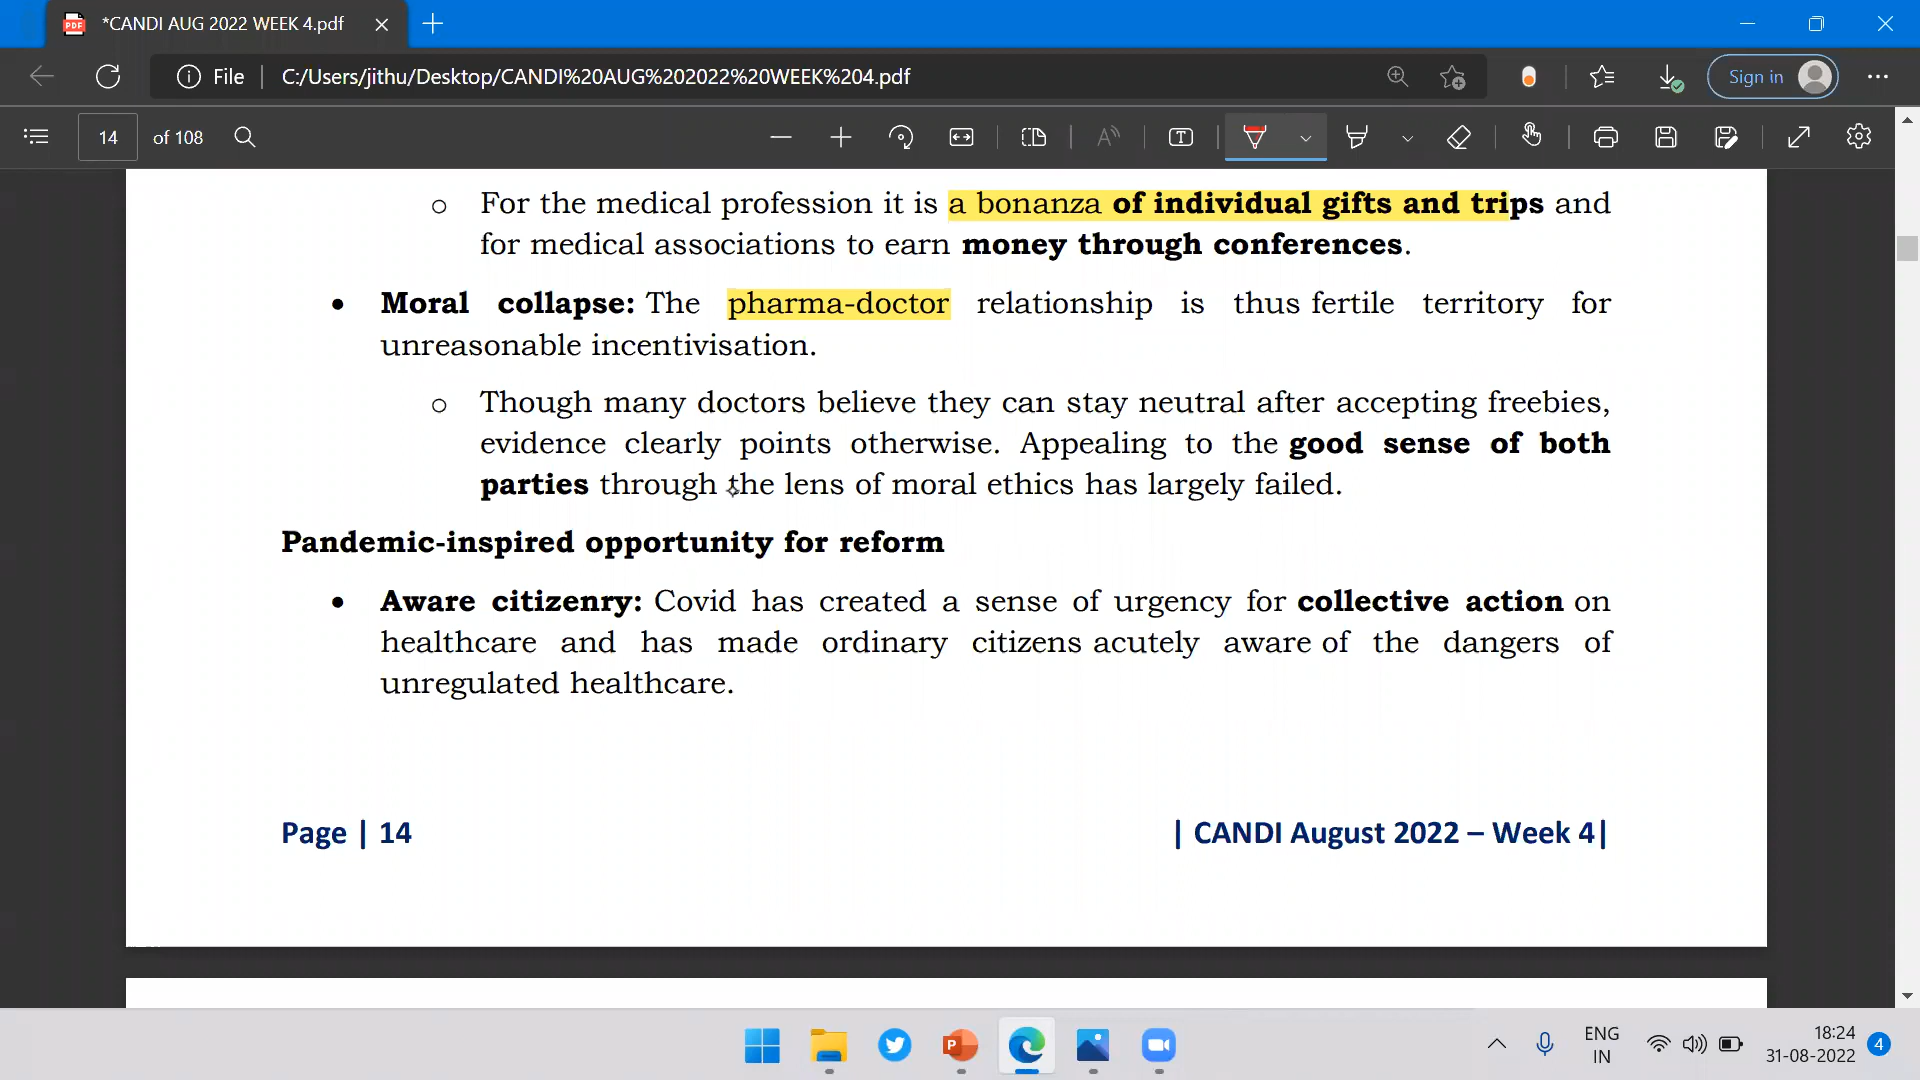 *CANDI AUG 2022 WEEK 4.pdf
File
C:/Users/jithu/Desktop/CANDI%20AUG%202022%20WEEK%204.pdf
Sign in
14
of 108
o For the medical profession it is a bonanza of individual gifts and trips and
for medical associations to earn money through conferences.
• Moral collapse: The pharma-doctor relationship is thus fertile territory for
unreasonable incentivisation.
o Though many doctors believe they can stay neutral after accepting freebies,
evidence clearly points otherwise. Appealing to the good sense of both
parties through the lens of moral ethics has largely failed.
Pandemic-inspired opportunity for reform
• Aware citizenry: Covid has created a sense of urgency for collective action on
healthcare and has made ordinary citizens acutely aware of the dangers of
unregulated healthcare.
Page | 14
| CANDI August 2022 – Week 4|
ENG
IN
18:24
31-08-2022
4